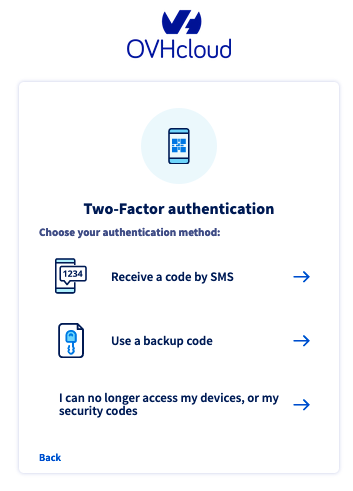 OVHcloud
Two-Factor authentication
Choose your authentication method:
1234
Receive a code by SMS
Use a backup code
I can no longer access my devices, or my
security codes
Back